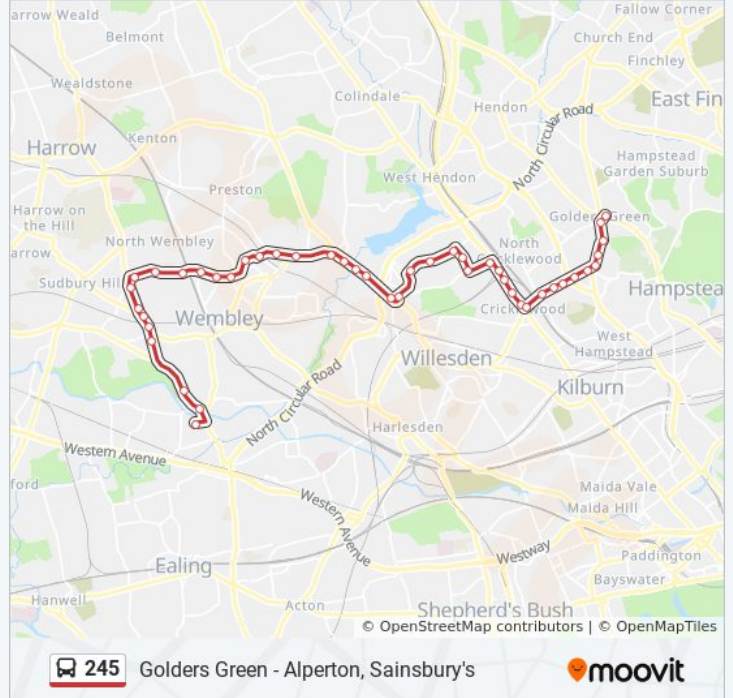 arrow Weald
Fallow Corner
Belmont
Church End
Finchley
Wealdstone
Colindale
East Fin
Hendon
North Circular Road
Harrow
Kenton
Hampstead
Garden Suburb
Preston
West Hendon
Harrow on
the Hill
Golders Green
arrow
North Wembley
North
Cricklewood
Sudbury Hill
Hampstea
Wembley
Cricklewood
West
Hampstead
Willesden
Kilburn
North Circular Road
Harlesden
Western Avenue
ford
Maida Vale
Maida Hill
Western Avenue
Westway
Paddington
Ealing
Bayswater
Hanwell
Acton
Shepherd's Bush
© OpenStreetMap contributors | © OpenMapTiles
245 Golders Green - Alperton, Sainsbury's
moovit